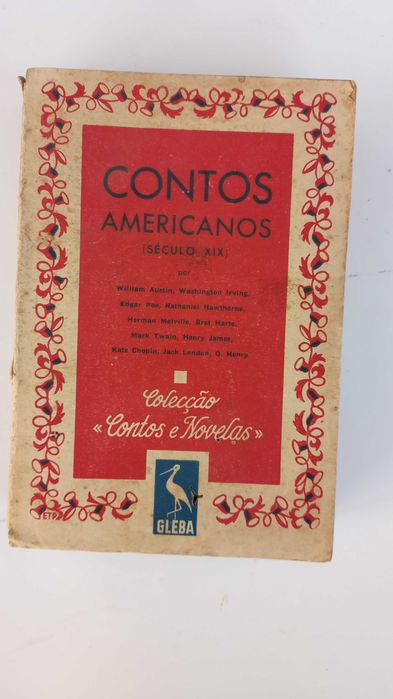 CONTOS
AMERICANOS
(SÉCULO XIX)
por
William Austin, Washington Irving,
Edgar Poe, Nathaniel Hawthorne,
Herman Melville, Bret Harte,
Mark Twain, Henry James,
Kate Chopin, Jack London, O. Henry
Colecção
«Contos e Novelas»
GLEBA
ETP